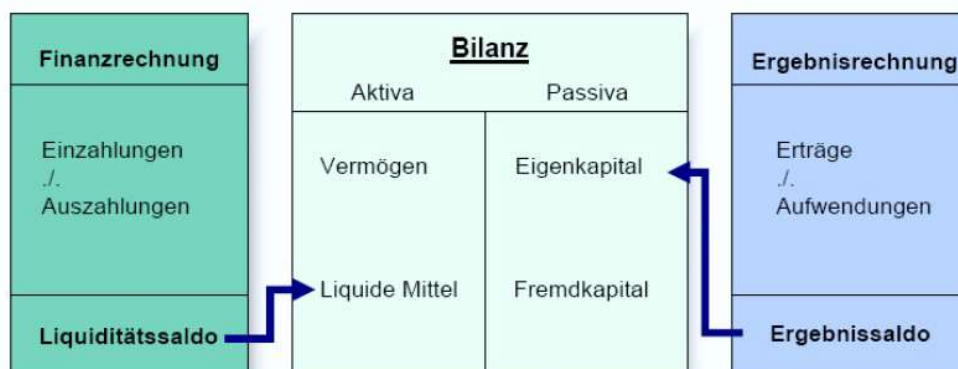 Finanzrechnung
Einzahlungen
./.
Auszahlungen
Liquiditätssaldo
Bilanz
Aktiva Passiva
Vermögen Eigenkapital
Liquide Mittel Fremdkapital
Ergebnisrechnung
Erträge
./.
Aufwendungen
Ergebnissaldo